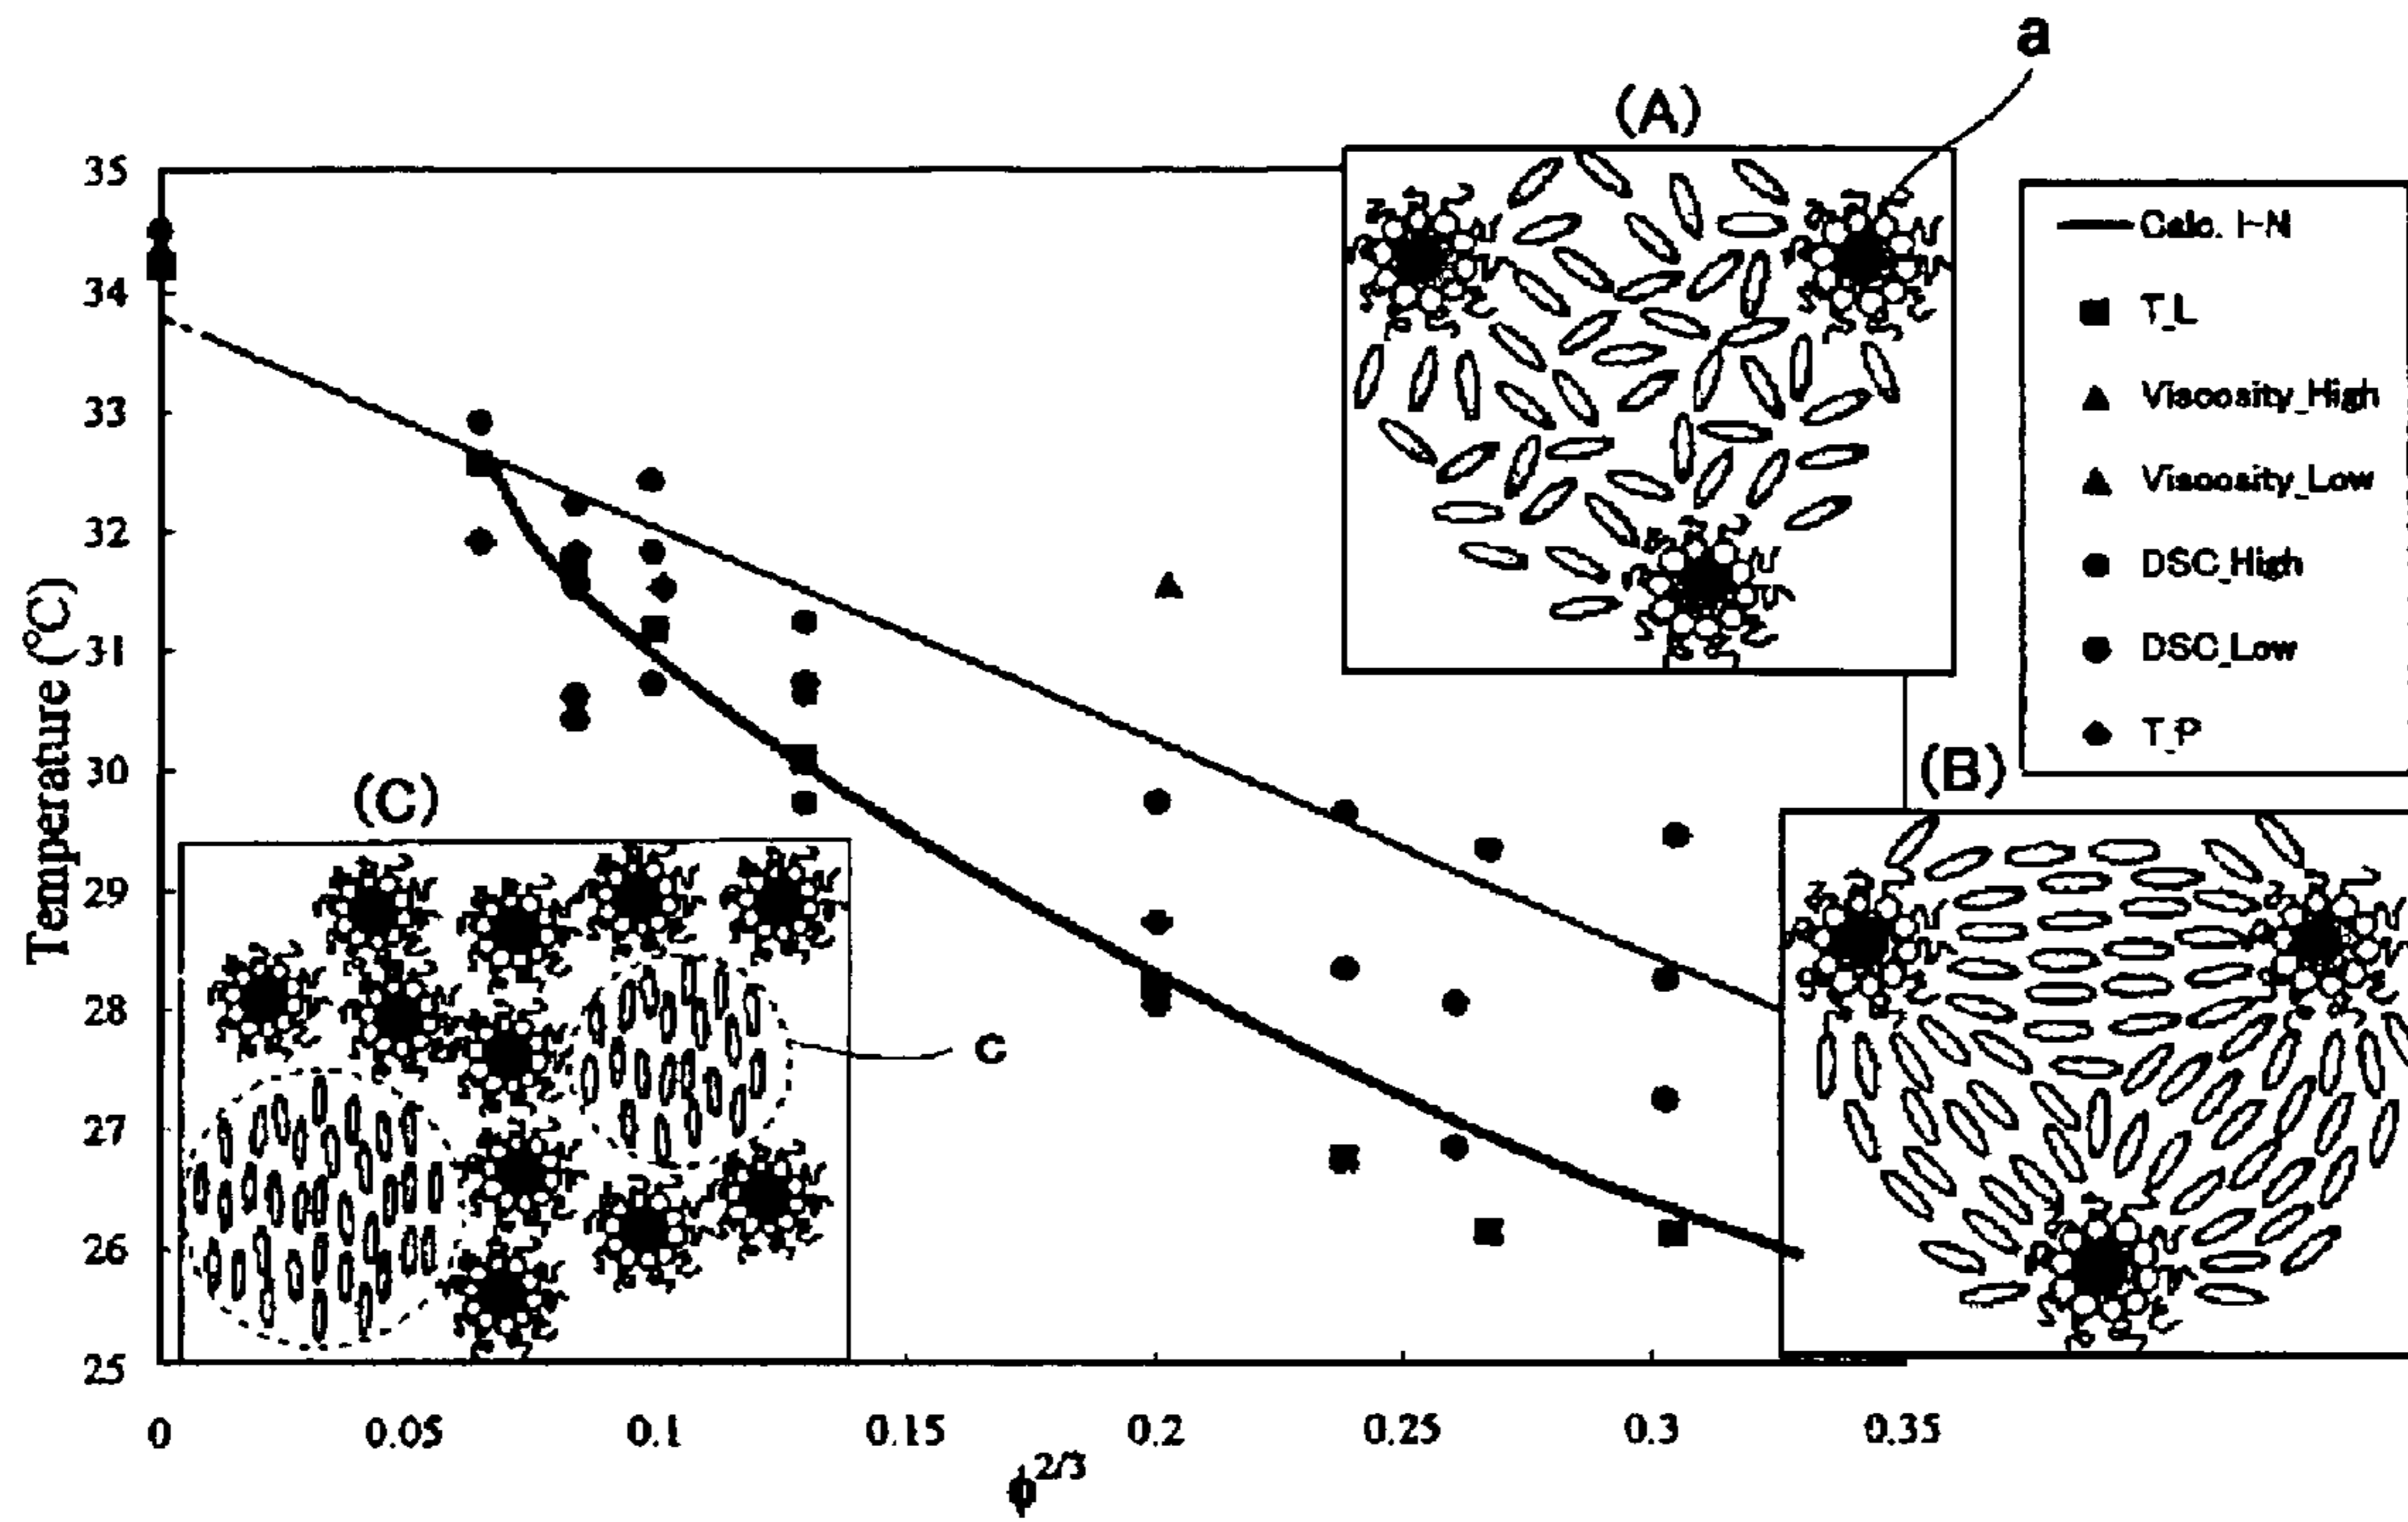 a
(A)
35
34
33
32
31
30
29
28
27
26
25
Temperature (°C)
Calc. I-N
T_L
Viscosity_High
Viscosity_Low
DSC_High
DSC_Low
T_P
(B)
(C)
c
0 0.05 0.1 0.15 0.2 0.25 0.3 0.35
ϕ2/3